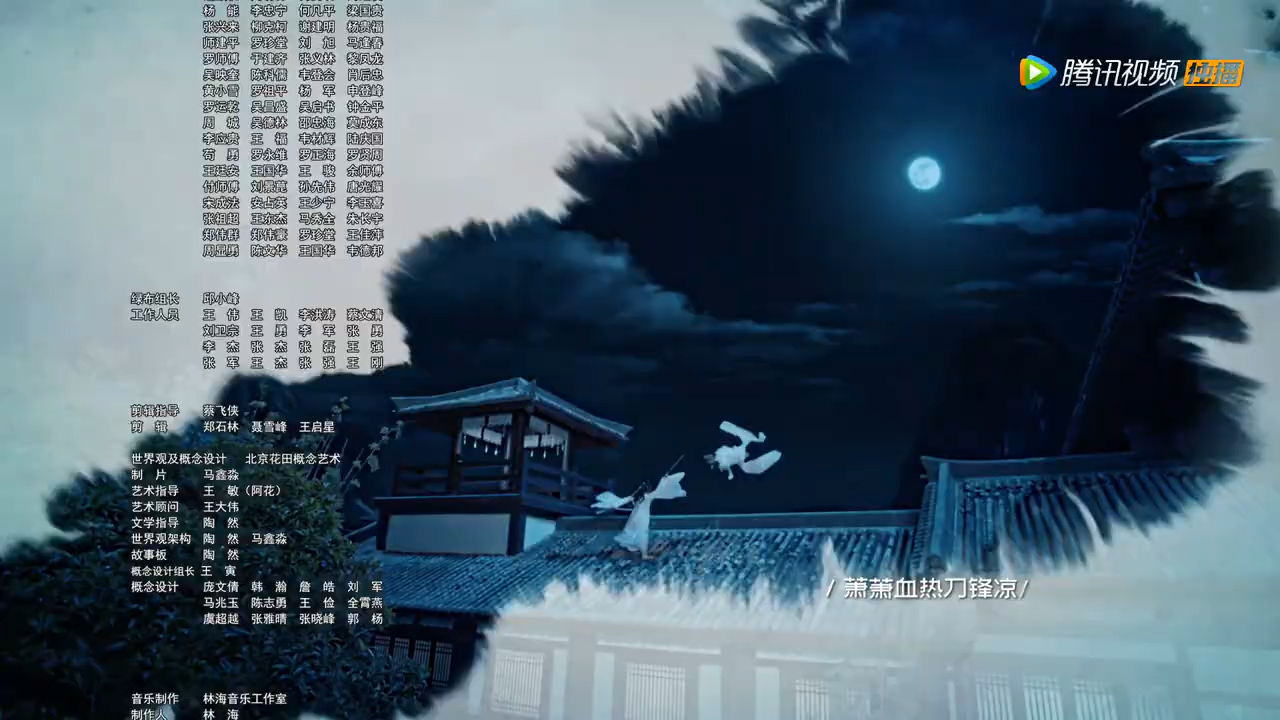 杨 能 李忠宁 何几平 梁国贵
张兴来 柳克柯 谢建明 杨贵福
师建平 罗珍堂 刘 旭 马逢春
罗师傅 于建齐 张义林 黎凤龙
吴映奎 陈科儒 韦登会 肖后忠
黄小雪 罗祖平 杨 军 申登峰
罗运乾 吴昌盛 吴启书 钟金平
周 城 吴德林 邵忠海 莫成东
李应贵 王 福 韦材辉 陆庆国
苟 勇 罗永维 罗正海 罗贤周
王廷安 王国华 王 骏 余师傅
付师傅 刘景苑 孙先伟 唐光耀
宋成法 安占英 王少宁 李玉喜
张祖超 王东杰 马秀全 朱长宇
郑伟群 郑伟豪 罗珍堂 王佳萍
周显勇 陈文华 王国华 韦德邦
绿布组长 邱小峰
工作人员 王 伟 王 凯 李洪涛 蔡文清
刘卫宗 王 勇 李 军 张 勇
李 杰 张 杰 张 磊 王 强
张 军 王 杰 张 强 王 刚
剪辑指导 蔡飞侠
剪 辑 郑石林 聂雪峰 王启星
世界观及概念设计 北京花田概念艺术
制 片 马鑫淼
艺术指导 王 敏（阿花）
艺术顾问 王大伟
文学指导 陶 然
世界观架构 陶 然 马鑫淼
故事板 陶 然
概念设计组长 王 寅
概念设计 庞文倩 韩 瀚 詹 皓 刘 军
马兆玉 陈志勇 王 俭 全霄燕
虞超越 张雅晴 张晓峰 郭 杨
音乐制作 林海音乐工作室
制作人 林 海
腾讯视频 独播
/ 萧萧血热刀锋凉 /